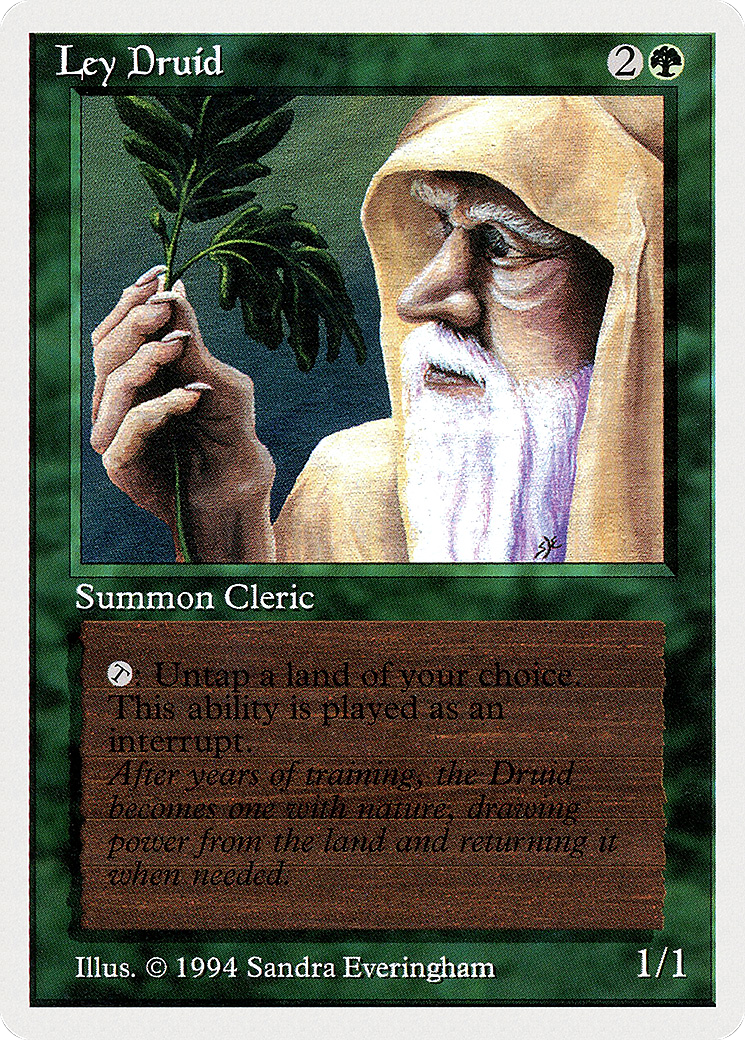 Ley Druid 2
Summon Cleric
T: Untap a land of your choice.
This ability is played as an
interrupt.
After years of training, the Druid
becomes one with nature, drawing
power from the land and returning it
when needed.
Illus. © 1994 Sandra Everingham 1/1